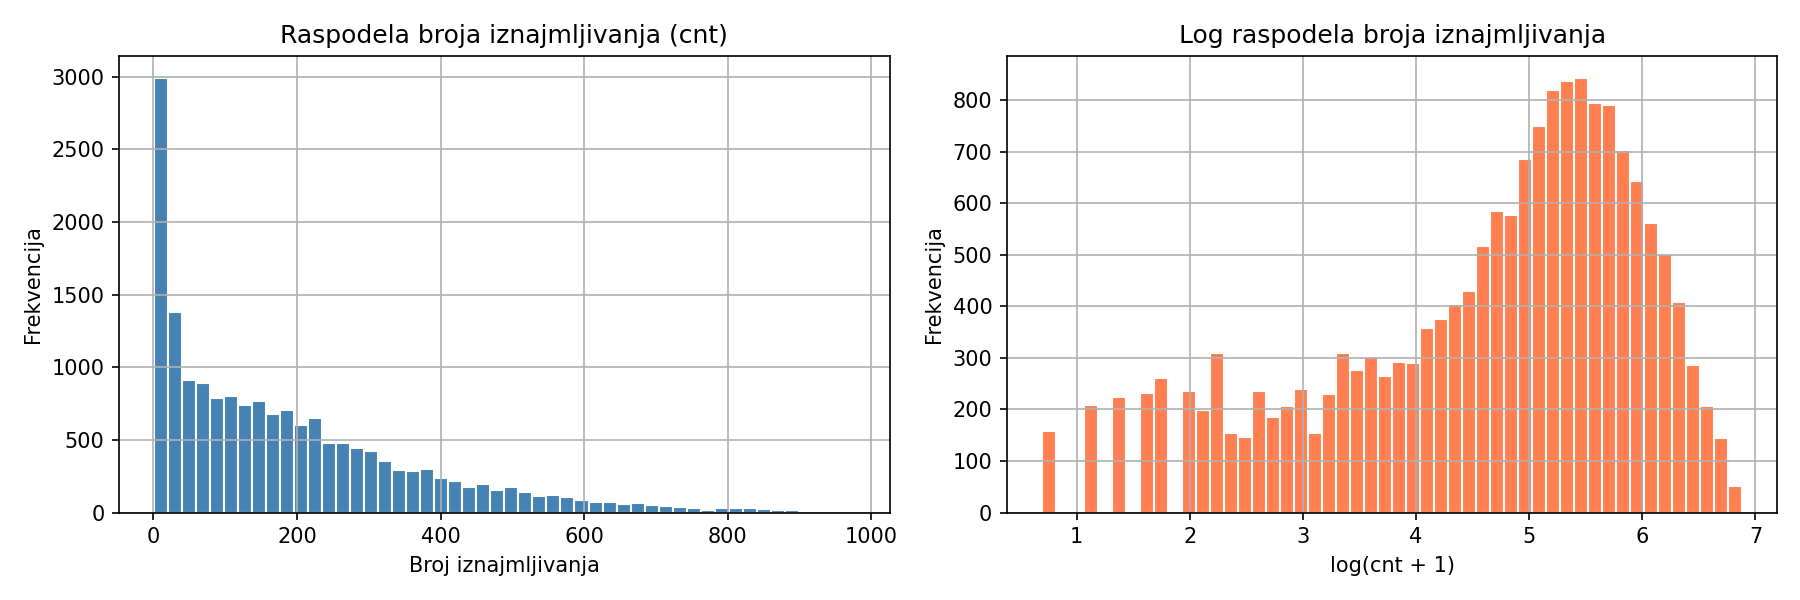 Raspodela broja iznajmljivanja (cnt)
3000
2500
2000
1500
1000
500
0
Frekvencija
0 200 400 600 800 1000
Broj iznajmljivanja
Log raspodela broja iznajmljivanja
800
700
600
500
400
300
200
100
0
Frekvencija
1 2 3 4 5 6 7
log(cnt + 1)